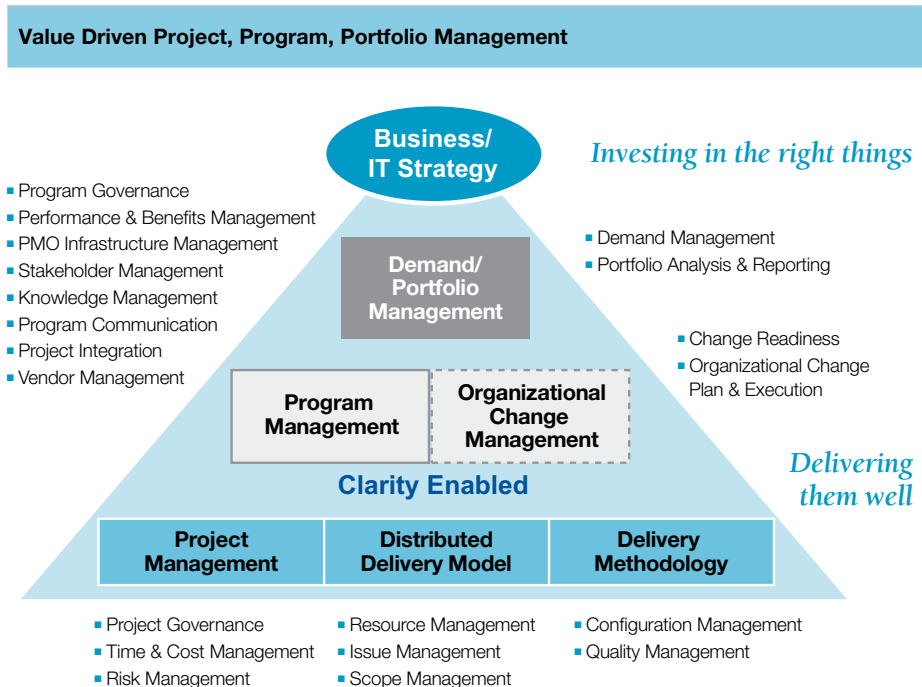 Value Driven Project, Program, Portfolio Management
Business/
IT Strategy
Investing in the right things
Program Governance
Performance & Benefits Management
PMO Infrastructure Management
Stakeholder Management
Knowledge Management
Program Communication
Project Integration
Vendor Management
Demand/
Portfolio
Management
Demand Management
Portfolio Analysis & Reporting
Change Readiness
Organizational Change
Plan & Execution
Program
Management
Organizational
Change
Management
Clarity Enabled
Delivering
them well
Project
Management
Distributed
Delivery Model
Delivery
Methodology
Project Governance
Time & Cost Management
Risk Management
Resource Management
Issue Management
Scope Management
Configuration Management
Quality Management